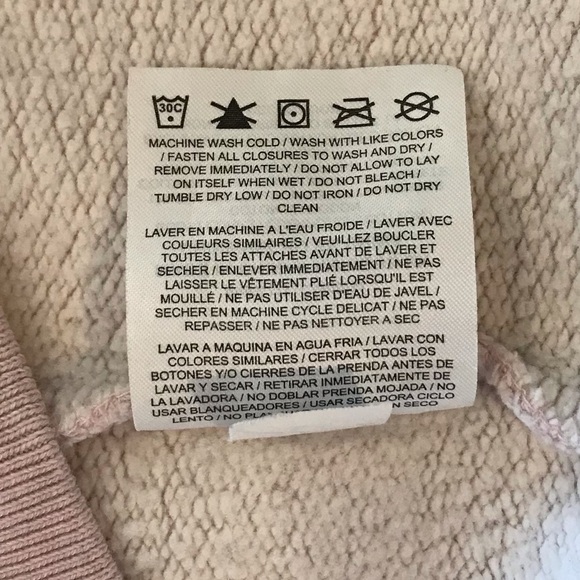 30C
MACHINE WASH COLD / WASH WITH LIKE COLORS
/ FASTEN ALL CLOSURES TO WASH AND DRY /
REMOVE IMMEDIATELY / DO NOT ALLOW TO LAY
ON ITSELF WHEN WET / DO NOT BLEACH /
TUMBLE DRY LOW / DO NOT IRON / DO NOT DRY
CLEAN
LAVER EN MACHINE A L'EAU FROIDE / LAVER AVEC
COULEURS SIMILAIRES / VEUILLEZ BOUCLER
TOUTES LES ATTACHES AVANT DE LAVER ET
SECHER / ENLEVER IMMEDIATEMENT / NE PAS
LAISSER LE VÊTEMENT PLIÉ LORSQU'IL EST
MOUILLÉ / NE PAS UTILISER D'EAU DE JAVEL /
SECHER EN MACHINE CYCLE DELICAT / NE PAS
REPASSER / NE PAS NETTOYER A SEC
LAVAR A MAQUINA EN AGUA FRIA / LAVAR CON
COLORES SIMILARES / CERRAR TODOS LOS
BOTONES Y/O CIERRES DE LA PRENDA ANTES DE
LAVAR Y SECAR / RETIRAR INMEDIATAMENTE DE
LA LAVADORA / NO DOBLAR PRENDA MOJADA / NO
USAR BLANQUEADORES / USAR SECADORA CICLO
LENTO / NO EN SECO